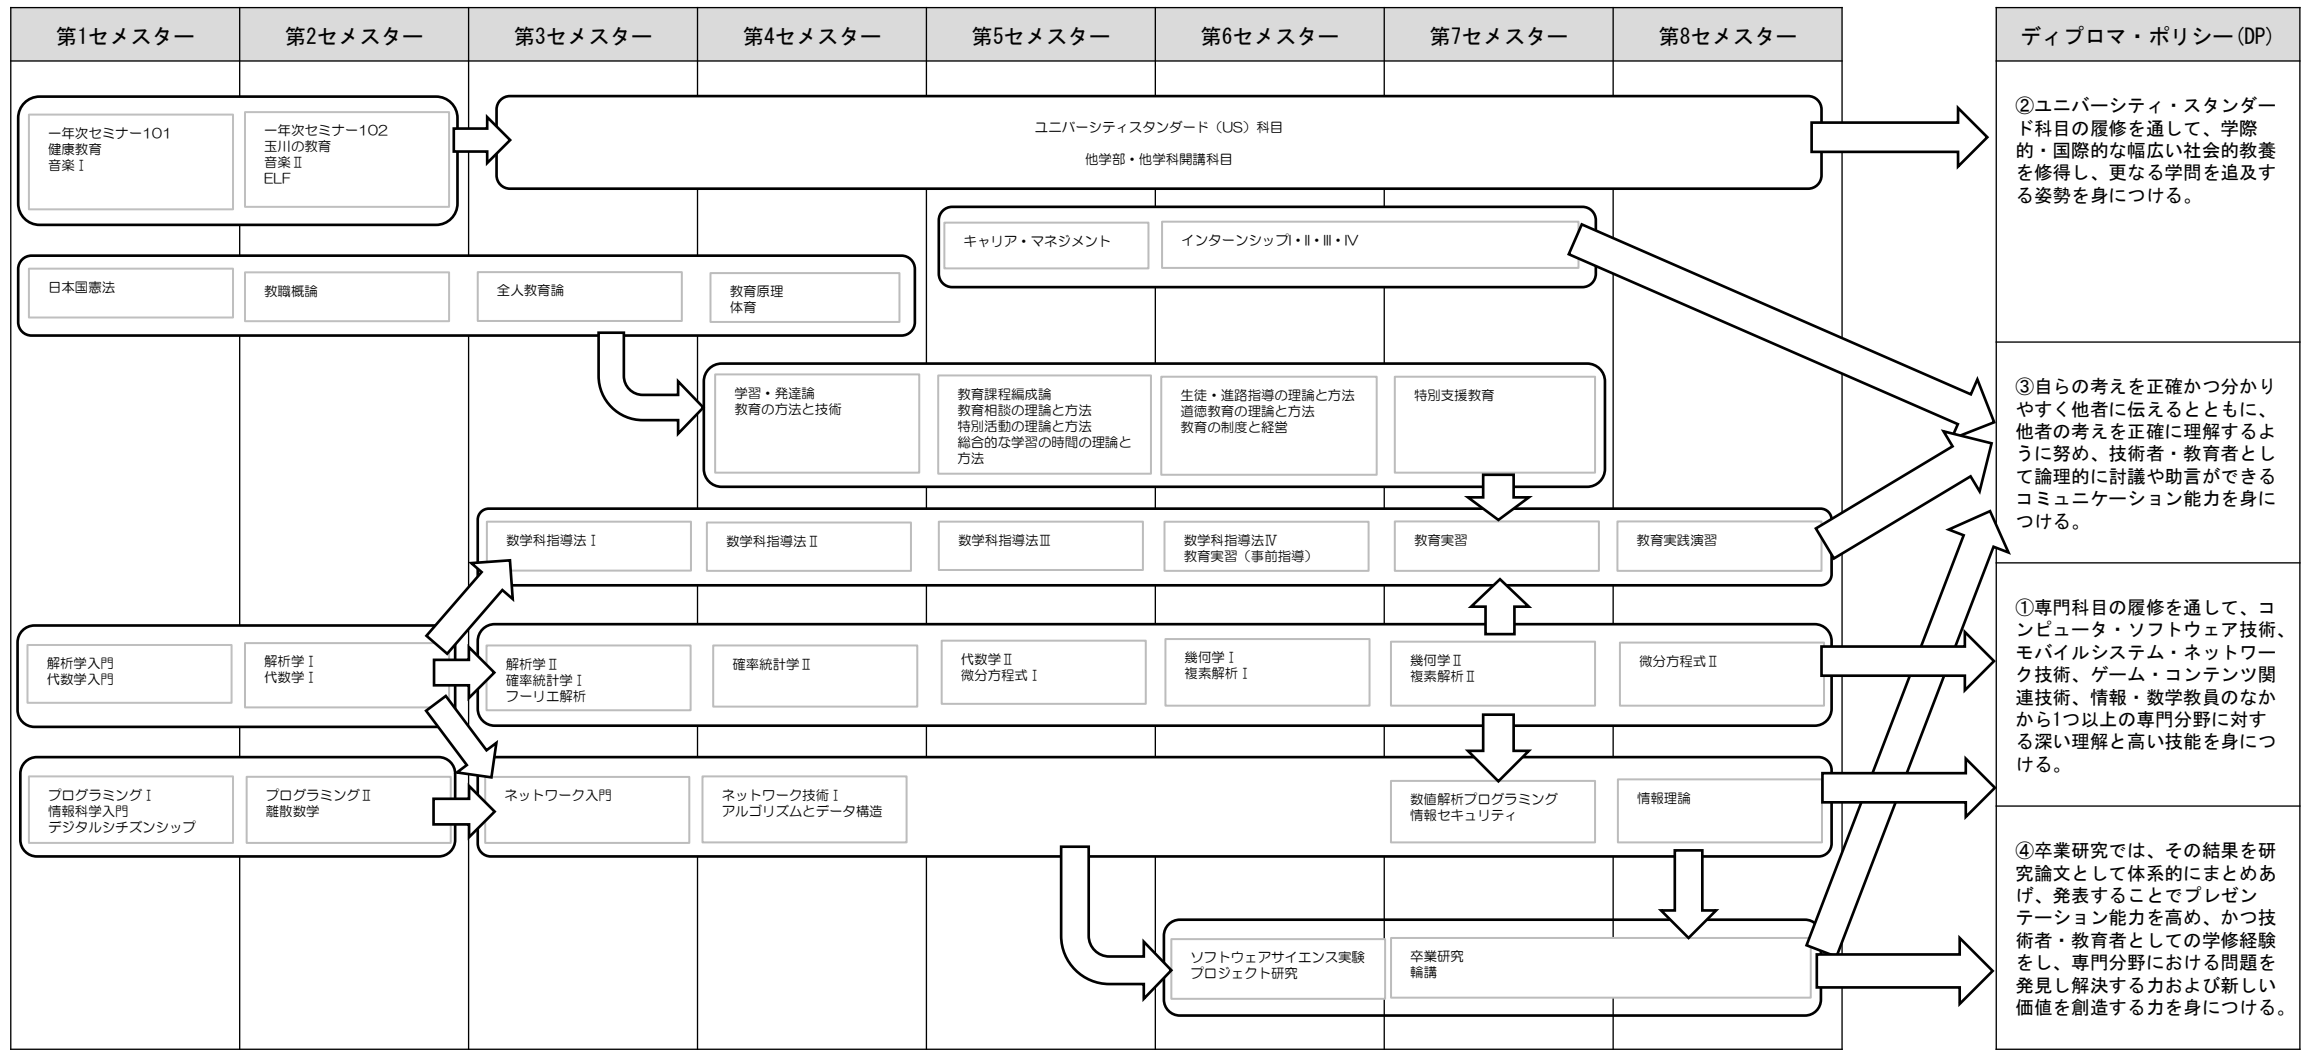 第1セメスター
第2セメスター
第3セメスター
第4セメスター
第5セメスター
第6セメスター
第7セメスター
第8セメスター
ディプロマ・ポリシー(DP)
一年次セミナー101
健康教育
音楽Ⅰ
一年次セミナー102
玉川の教育
音楽Ⅱ
ELF
ユニバーシティスタンダード（US）科目
他学部・他学科開講科目
②ユニバーシティ・スタンダー
ド科目の履修を通して、学際
的・国際的な幅広い社会的教養
を修得し、更なる学問を追及す
る姿勢を身につける。
キャリア・マネジメント
インターンシップⅠ・Ⅱ・Ⅲ・Ⅳ
日本国憲法
教職概論
全人教育論
教育原理
体育
学習・発達論
教育の方法と技術
教育課程編成論
教育相談の理論と方法
特別活動の理論と方法
総合的な学習の時間の理論と
方法
生徒・進路指導の理論と方法
道徳教育の理論と方法
教育の制度と経営
特別支援教育
③自らの考えを正確かつ分かり
やすく他者に伝えるとともに、
他者の考えを正確に理解するよ
うに努め、技術者・教育者とし
て論理的に討議や助言ができる
コミュニケーション能力を身に
つける。
数学科指導法Ⅰ
数学科指導法Ⅱ
数学科指導法Ⅲ
数学科指導法Ⅳ
教育実習（事前指導）
教育実習
教育実践演習
解析学入門
代数学入門
解析学Ⅰ
代数学Ⅰ
解析学Ⅱ
確率統計学Ⅰ
フーリエ解析
確率統計学Ⅱ
代数学Ⅱ
微分方程式Ⅰ
幾何学Ⅰ
複素解析Ⅰ
幾何学Ⅱ
複素解析Ⅱ
微分方程式Ⅱ
①専門科目の履修を通して、コ
ンピュータ・ソフトウェア技術、
モバイルシステム・ネットワー
ク技術、ゲーム・コンテンツ関
連技術、情報・数学教員のなか
から1つ以上の専門分野に対す
る深い理解と高い技能を身につ
ける。
プログラミングⅠ
情報科学入門
デジタルシチズンシップ
プログラミングⅡ
離散数学
ネットワーク入門
ネットワーク技術Ⅰ
アルゴリズムとデータ構造
数値解析プログラミング
情報セキュリティ
情報理論
ソフトウェアサイエンス実験
プロジェクト研究
卒業研究
輪講
④卒業研究では、その結果を研
究論文として体系的にまとめあ
げ、発表することでプレゼン
テーション能力を高め、かつ技
術者・教育者としての学修経験
をし、専門分野における問題を
発見し解決する力および新しい
価値を創造する力を身につける。